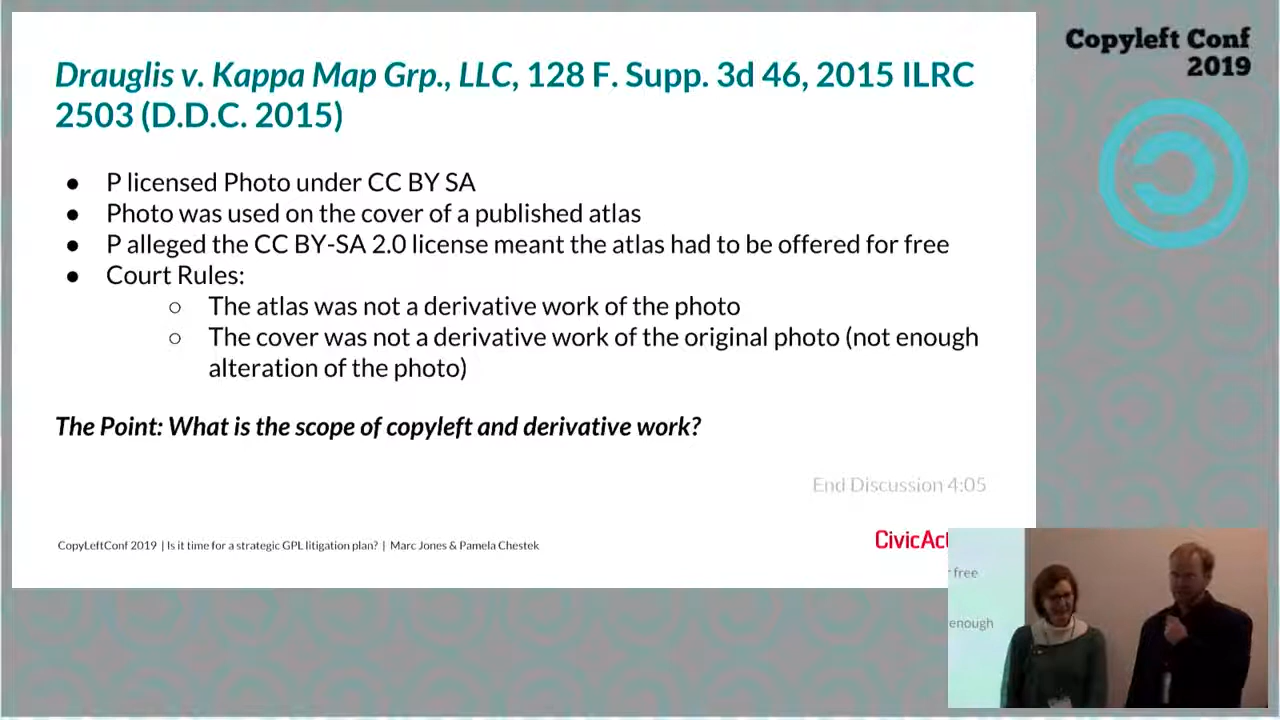 Drauglis v. Kappa Map Grp., LLC, 128 F. Supp. 3d 46, 2015 ILRC
2503 (D.D.C. 2015)
● P licensed Photo under CC BY SA
● Photo was used on the cover of a published atlas
● P alleged the CC BY-SA 2.0 license meant the atlas had to be offered for free
● Court Rules:
○ The atlas was not a derivative work of the photo
○ The cover was not a derivative work of the original photo (not enough
alteration of the photo)
The Point: What is the scope of copyleft and derivative work?
End Discussion 4:05
CopyLeftConf 2019 | Is it time for a strategic GPL litigation plan? | Marc Jones & Pamela Chestek
CivicAct
Copyleft Conf
2019
free
enough